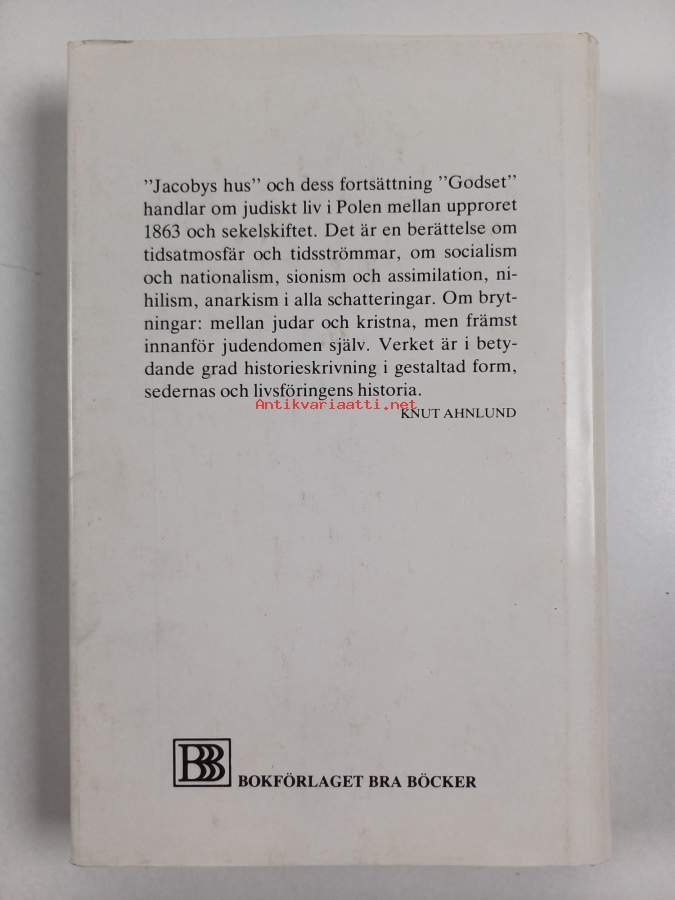 ”Jacobys hus” och dess fortsättning ”Godset”
handlar om judiskt liv i Polen mellan upproret
1863 och sekelskiftet. Det är en berättelse om
tidsatmosfär och tidsströmmar, om socialism
och nationalism, sionism och assimilation, ni-
hilism, anarkism i alla schatteringar. Om bryt-
ningar: mellan judar och kristna, men främst
innanför judendomen själv. Verket är i bety-
dande grad historieskrivning i gestaltad form,
sedernas och livsföringens historia.
Antikvariaatti.net
KNUT AHNLUND
BBB
BOKFÖRLAGET BRA BÖCKER